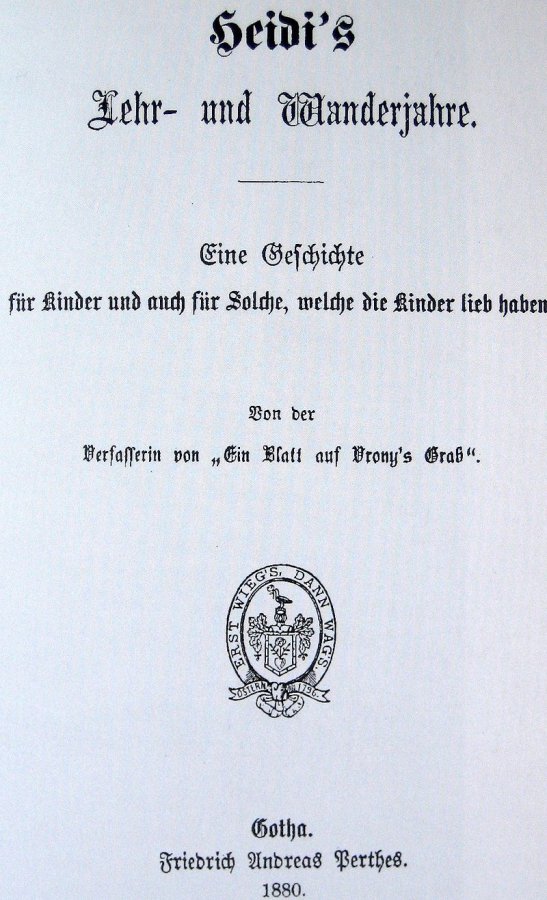 Heidi's
Lehr- und Wanderjahre.
Eine Geschichte
für Kinder und auch für Solche, welche die Kinder lieb haben
Von der
Verfasserin von „Ein Blatt auf Vrony's Grab“.
ERST WIEG'S, DANN WAG'S.
OSTERN 1796.
Gotha.
Friedrich Andreas Perthes.
1880.